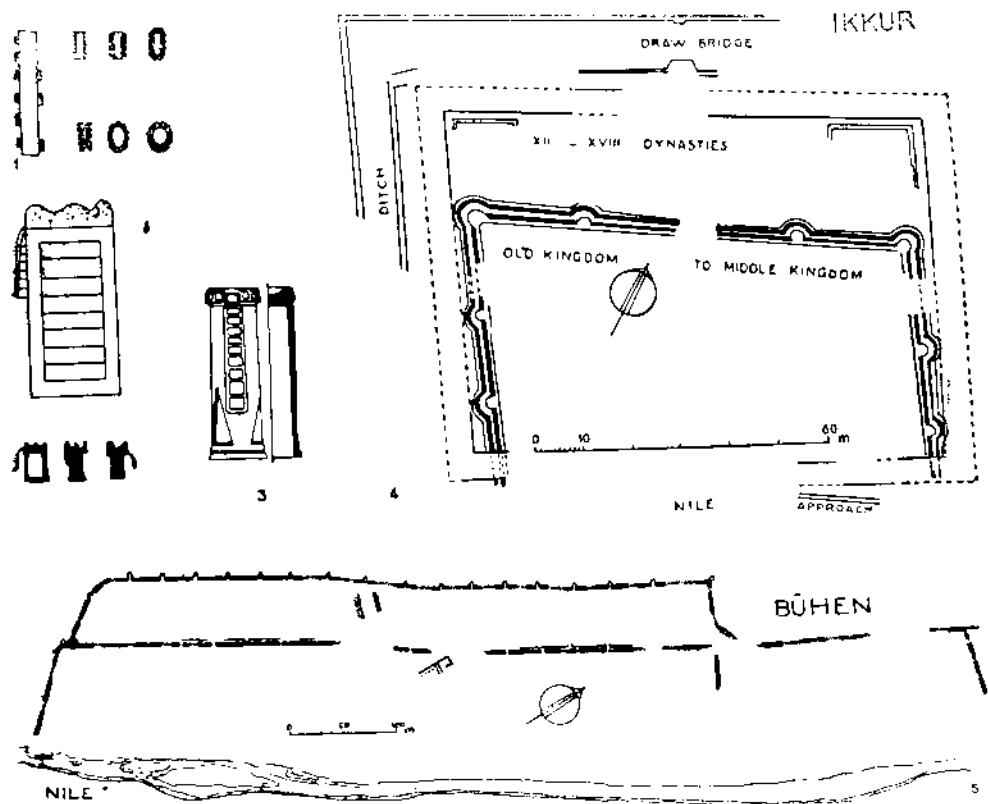 IKKUR
DRAW BRIDGE
XII – XVIII DYNASTIES
DITCH
OLD KINGDOM
TO MIDDLE KINGDOM
0 10 60 m
3
4
NILE
APPROACH
BŪHEN
0
m
NILE
5